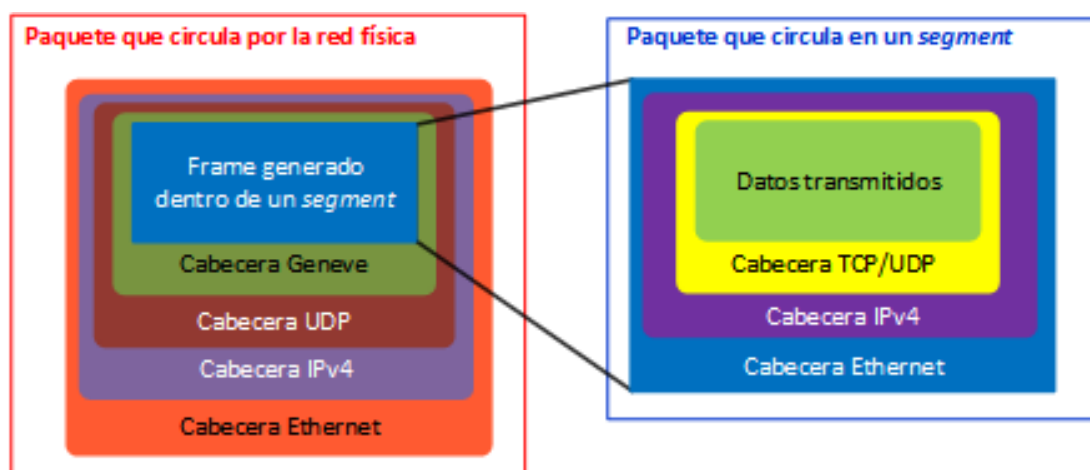 Paquete que circula por la red física
Frame generado
dentro de un segment
Cabecera Geneve
Cabecera UDP
Cabecera IPv4
Cabecera Ethernet
Paquete que circula en un segment
Datos transmitidos
Cabecera TCP/UDP
Cabecera IPv4
Cabecera Ethernet